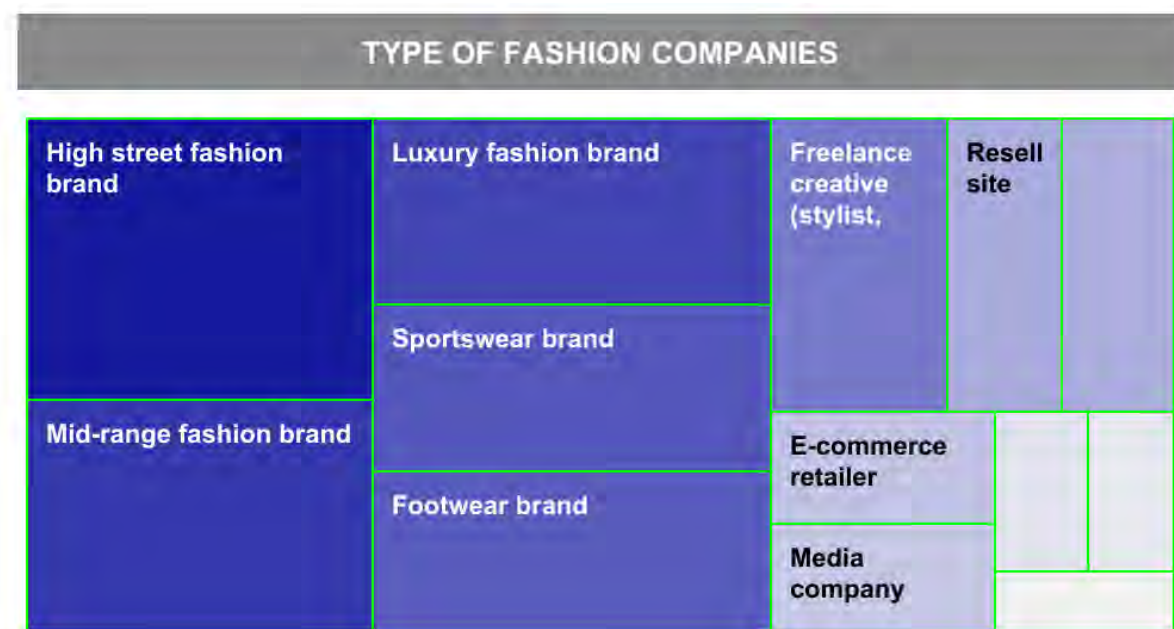 TYPE OF FASHION COMPANIES
High street fashion
brand
Mid-range fashion brand
Luxury fashion brand
Sportswear brand
Footwear brand
Freelance
creative
(stylist,
Resell
site
E-commerce
retailer
Media
company